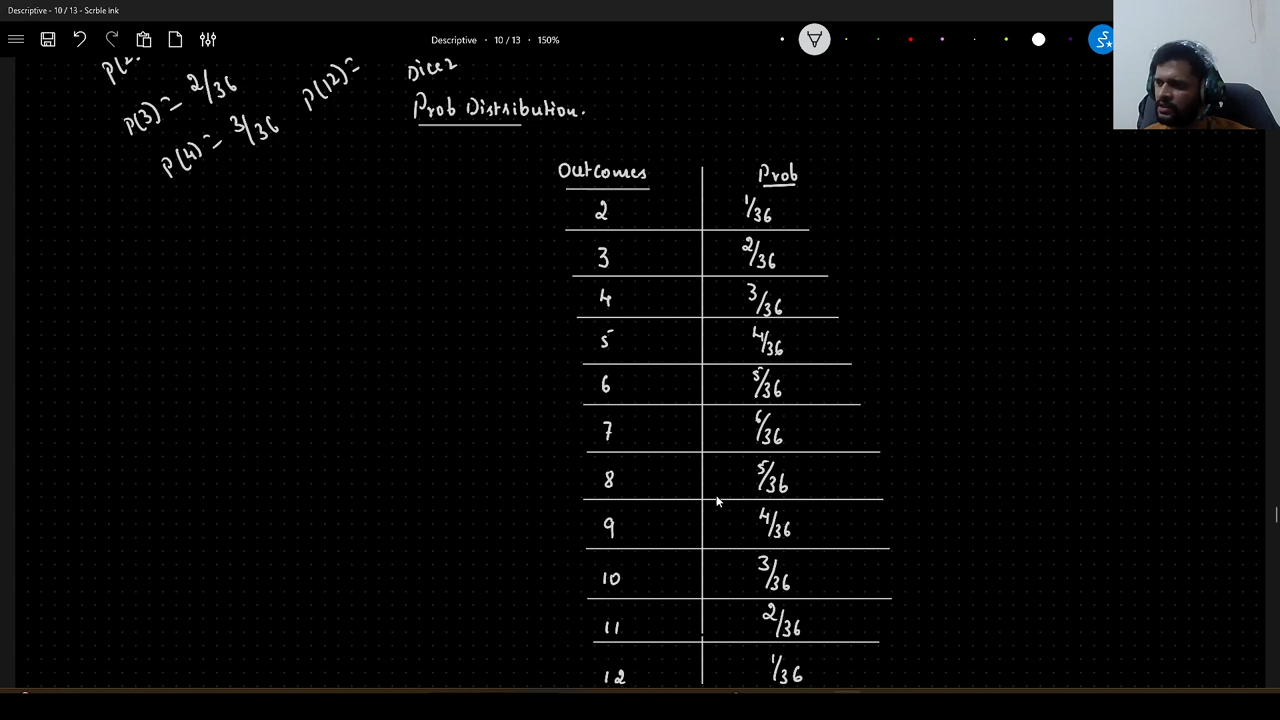 Descriptive - 10 / 13 - Scrble Ink
Descriptive • 10 / 13 • 150%
P(2)
P(3) = 2/36
P(4) = 3/36
P(12) =
Dice2
Prob Distribution.
Outcomes Prob
2 1/36
3 2/36
4 3/36
5 4/36
6 5/36
7 6/36
8 5/36
9 4/36
10 3/36
11 2/36
12 1/36